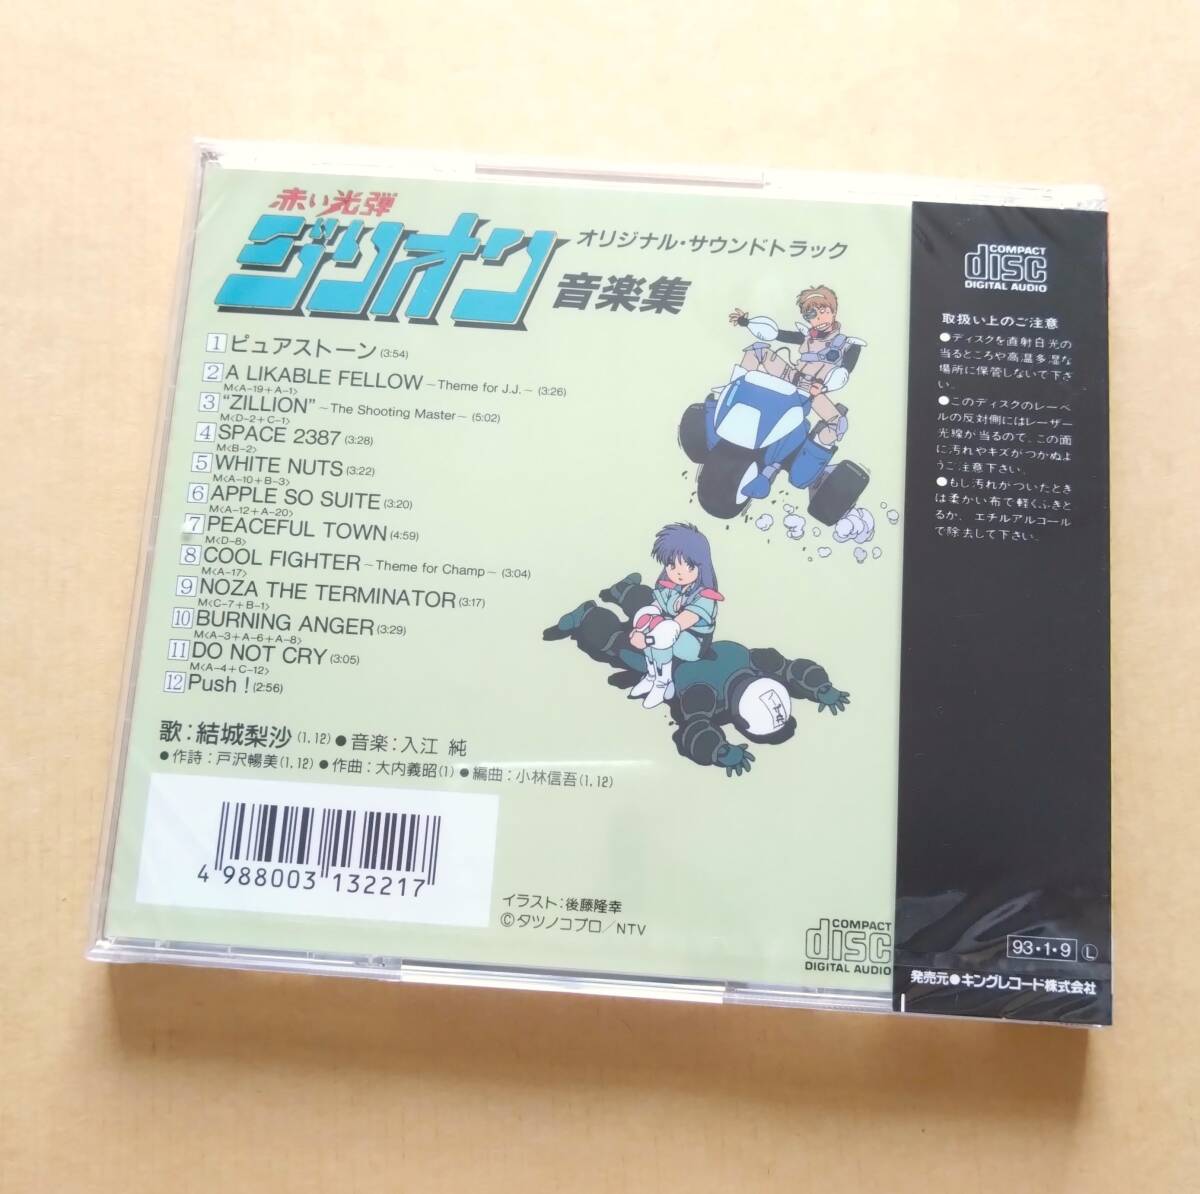 赤い光弾
ジリオン
オリジナル・サウンドトラック
音楽集
1 ピュアストーン (3:54)
2 A LIKABLE FELLOW ~Theme for J.J.~ (3:26)
M<A-19+A-1>
3 "ZILLION" ~The Shooting Master~ (5:02)
M<D-2+C-1>
4 SPACE 2387 (3:28)
M<B-2>
5 WHITE NUTS (3:22)
M<A-10+B-3>
6 APPLE SO SUITE (3:20)
M<A-12+A-20>
7 PEACEFUL TOWN (4:59)
M<D-8>
8 COOL FIGHTER ~Theme for Champ~ (3:04)
M<A-17>
9 NOZA THE TERMINATOR (3:17)
M<C-7+B-1>
10 BURNING ANGER (3:29)
M<A-3+A-6+A-8>
11 DO NOT CRY (3:05)
M<A-4+C-12>
12 Push! (2:56)
歌:結城梨沙(1,12)●音楽:入江 純
●作詩:戸沢暢美(1,12)●作曲:大内義昭(1)●編曲:小林信吾(1,12)
4 988003 132217
イラスト:後藤隆幸
©タツノコプロ/NTV
COMPACT
disc
DIGITAL AUDIO
COMPACT
disc
DIGITAL AUDIO
取扱い上のご注意
●ディスクを直射日光の
当るところや高温多湿な
場所に保管しないで下さ
い。
●このディスクのレーベ
ルの反対側にはレーザー
光線が当るので、この面
に汚れやキズがつかぬよ
うご注意下さい。
●もし汚れがついたとき
は柔かい布で軽くふきと
るか、エチルアルコール
で除去して下さい。
93・1・9 L
発売元●キングレコード株式会社